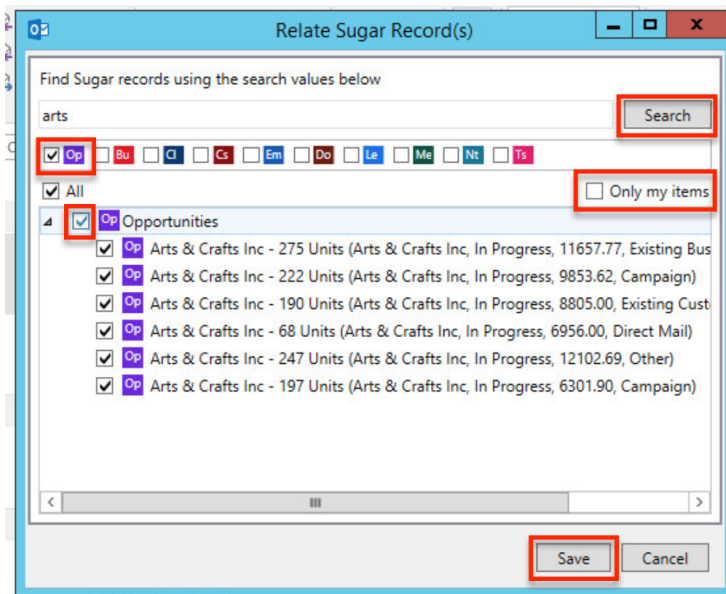 Relate Sugar Record(s)
Find Sugar records using the search values below
arts
Search
Op Bu Cl Cs Em Do Le Me Nt Ts
All
Only my items
Op Opportunities
Op Arts & Crafts Inc - 275 Units (Arts & Crafts Inc, In Progress, 11657.77, Existing Bus
Op Arts & Crafts Inc - 222 Units (Arts & Crafts Inc, In Progress, 9853.62, Campaign)
Op Arts & Crafts Inc - 190 Units (Arts & Crafts Inc, In Progress, 8805.00, Existing Cust
Op Arts & Crafts Inc - 68 Units (Arts & Crafts Inc, In Progress, 6956.00, Direct Mail)
Op Arts & Crafts Inc - 247 Units (Arts & Crafts Inc, In Progress, 12102.69, Other)
Op Arts & Crafts Inc - 197 Units (Arts & Crafts Inc, In Progress, 6301.90, Campaign)
Save
Cancel